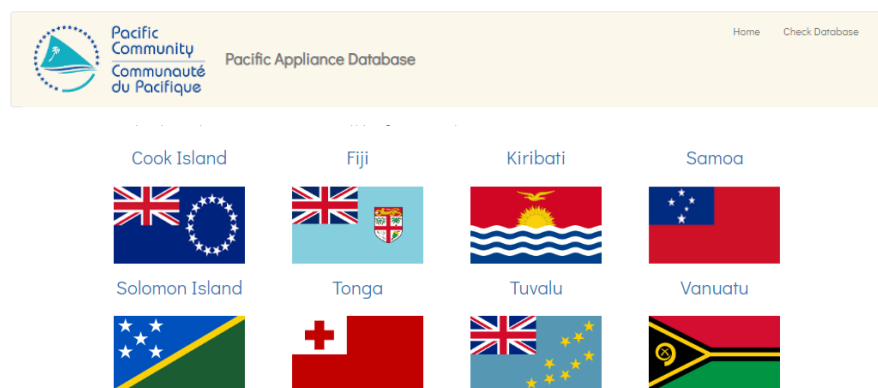 Pacific
Community
Communauté
du Pacifique
Pacific Appliance Database
Home Check Database
Cook Island Fiji Kiribati Samoa
Solomon Island Tonga Tuvalu Vanuatu